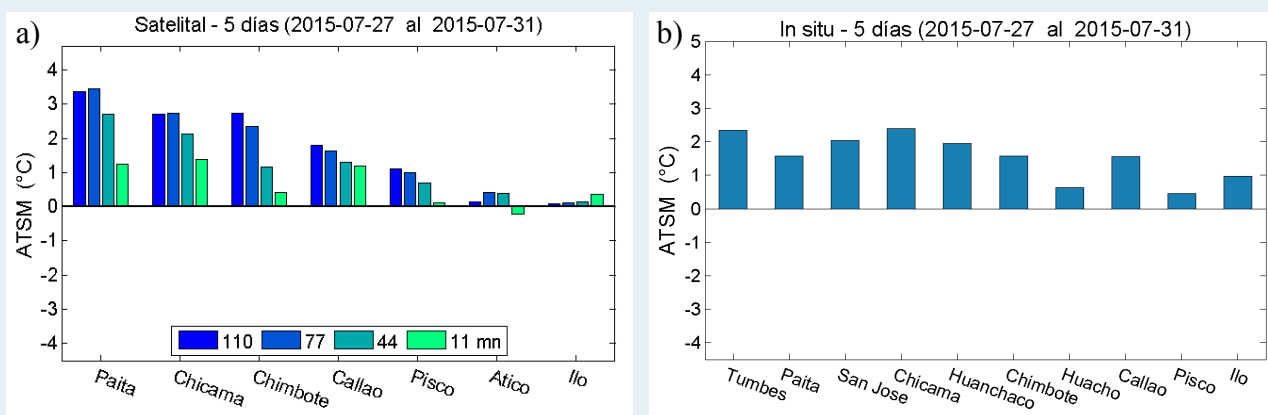 a)
Satelital - 5 días (2015-07-27 al 2015-07-31)
ATSM (°C)
4
3
2
1
0
-1
-2
-3
-4
110 77 44 11 mn
Paita Chicama Chimbote Callao Pisco Atico Ilo
b)
In situ - 5 días (2015-07-27 al 2015-07-31)
ATSM (°C)
5
4
3
2
1
0
-1
-2
-3
-4
Tumbes Paita San Jose Chicama Huanchaco Chimbote Huacho Callao Pisco Ilo